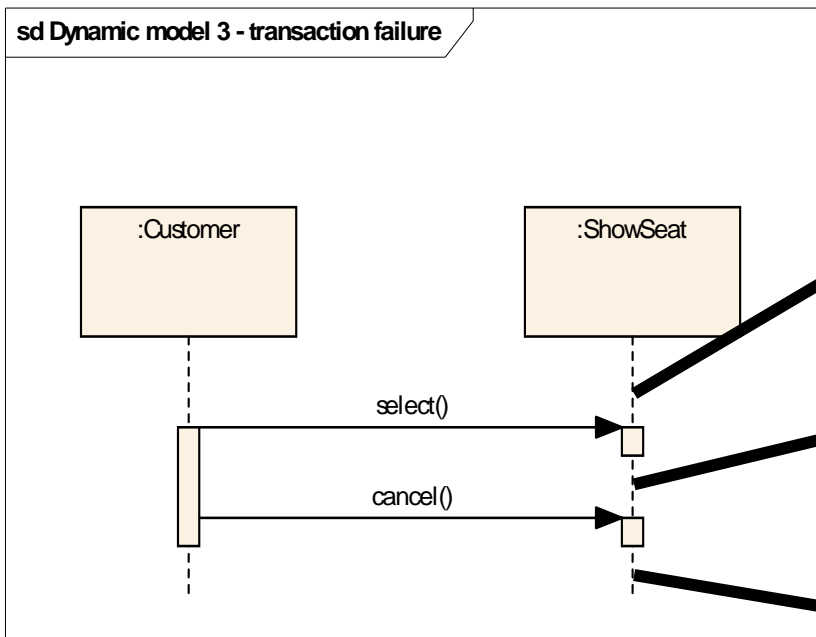 sd Dynamic model 3 - transaction failure
:Customer
:ShowSeat
select()
cancel()